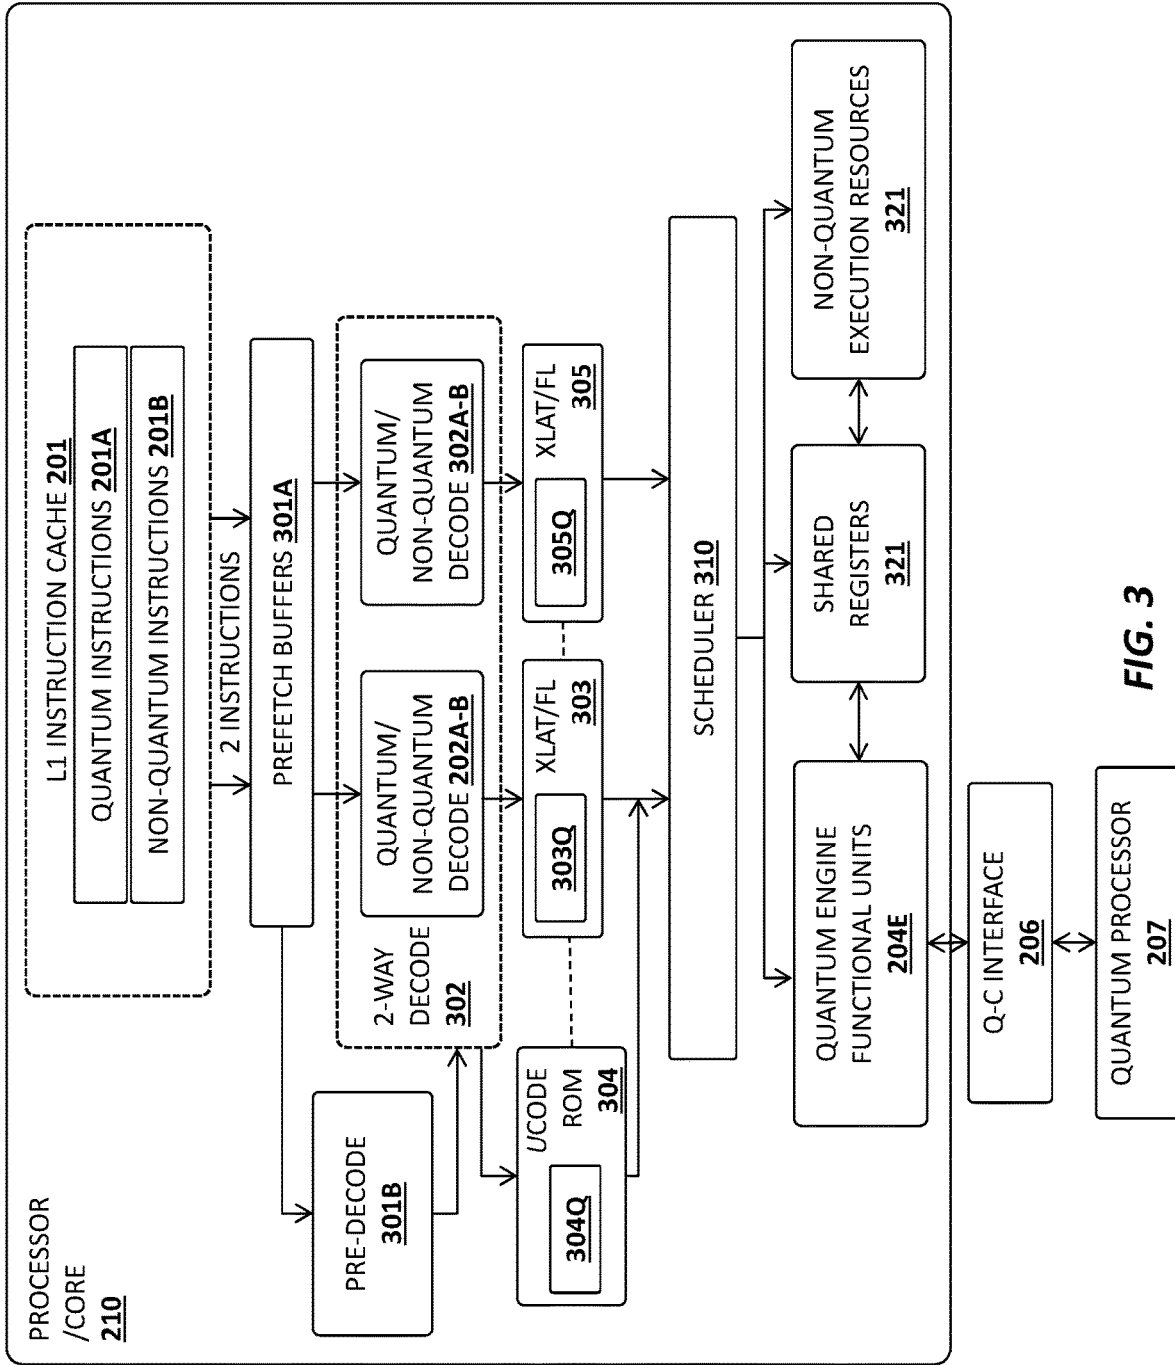 PROCESSOR
/CORE
210
L1 INSTRUCTION CACHE 201
QUANTUM INSTRUCTIONS 201A
NON-QUANTUM INSTRUCTIONS 201B
2 INSTRUCTIONS
PREFETCH BUFFERS 301A
PRE-DECODE
301B
2-WAY
DECODE
302
QUANTUM/
NON-QUANTUM
DECODE 202A-B
QUANTUM/
NON-QUANTUM
DECODE 302A-B
UCODE
ROM
304
304Q
XLAT/FL
303
303Q
XLAT/FL
305
305Q
SCHEDULER 310
QUANTUM ENGINE
FUNCTIONAL UNITS
204E
SHARED
REGISTERS
321
NON-QUANTUM
EXECUTION RESOURCES
321
Q-C INTERFACE
206
QUANTUM PROCESSOR
207
FIG. 3